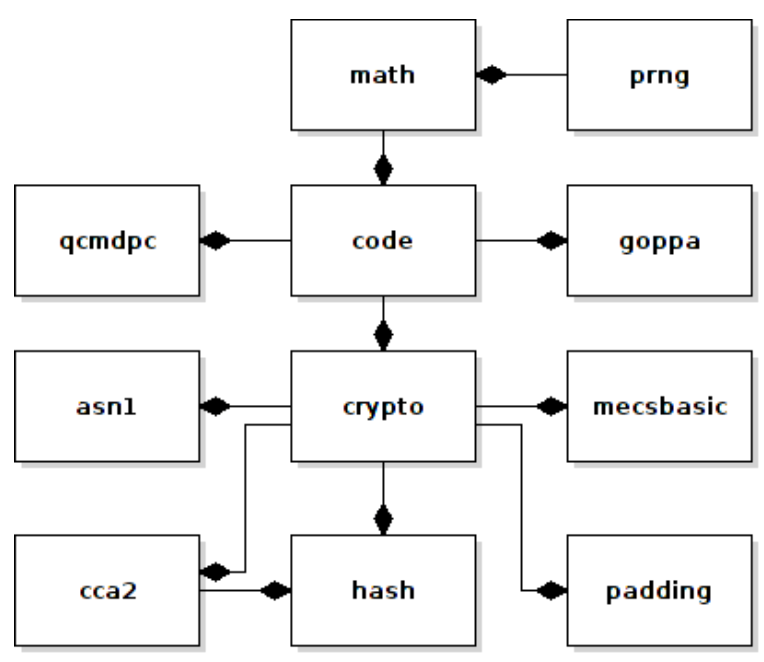 math
prng
qcmdpc
code
goppa
asn1
crypto
mecsbasic
cca2
hash
padding